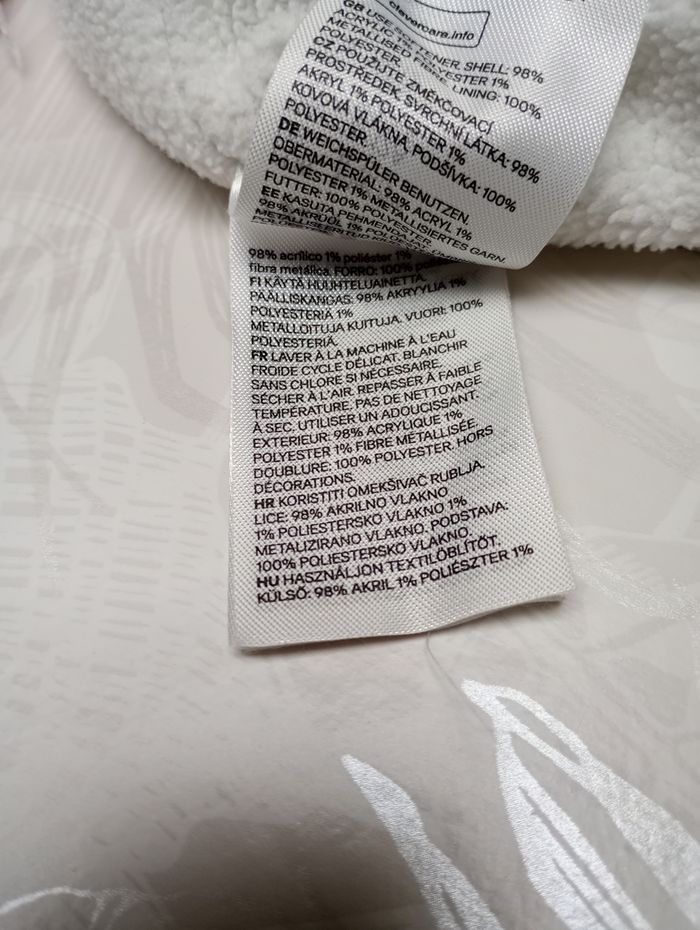 clevercare.info
GB USE SOFTENER. SHELL: 98%
ACRYLIC 1% POLYESTER 1%
METALLISED FIBRE. LINING: 100%
POLYESTER
CZ POUŽIJTE ZMĚKČOVACÍ
PROSTŘEDEK. SVRCHNÍ LÁTKA: 98%
AKRYL 1% POLYESTER 1%
KOVOVÁ VLÁKNA. PODŠÍVKA: 100%
POLYESTER.
DE WEICHSPÜLER BENUTZEN.
OBERMATERIAL: 98% ACRYL 1%
POLYESTER 1% METALLISIERTES GARN.
FUTTER: 100% POLYESTER
EE KASUTA PEHMENDAJAT.
98% AKRÜÜL 1%
98% acrílico 1% poliéster 1%
fibra metálica. FORRO: 100%
FI KÄYTÄ HUUHTELUAINETTA.
PÄÄLLISKANGAS: 98% AKRYYLIA 1%
POLYESTERIÄ 1%
METALLOITUJA KUITUJA. VUORI: 100%
POLYESTERIÄ.
FR LAVER À LA MACHINE À L'EAU
FROIDE CYCLE DÉLICAT. BLANCHIR
SANS CHLORE SI NÉCESSAIRE.
SÉCHER À L'AIR. REPASSER À FAIBLE
TEMPÉRATURE. PAS DE NETTOYAGE
À SEC. UTILISER UN ADOUCISSANT.
EXTERIEUR: 98% ACRYLIQUE 1%
POLYESTER 1% FIBRE MÉTALLISÉE.
DOUBLURE: 100% POLYESTER. HORS
DÉCORATIONS.
HR KORISTITI OMEKŠIVAČ RUBLJA.
LICE: 98% AKRILNO VLAKNO
1% POLIESTERSKO VLAKNO 1%
METALIZIRANO VLAKNO. PODSTAVA:
100% POLIESTERSKO VLAKNO.
HU HASZNÁLJON TEXTILÖBLÍTŐT.
KÜLSŐ: 98% AKRIL 1% POLIÉSZTER 1%